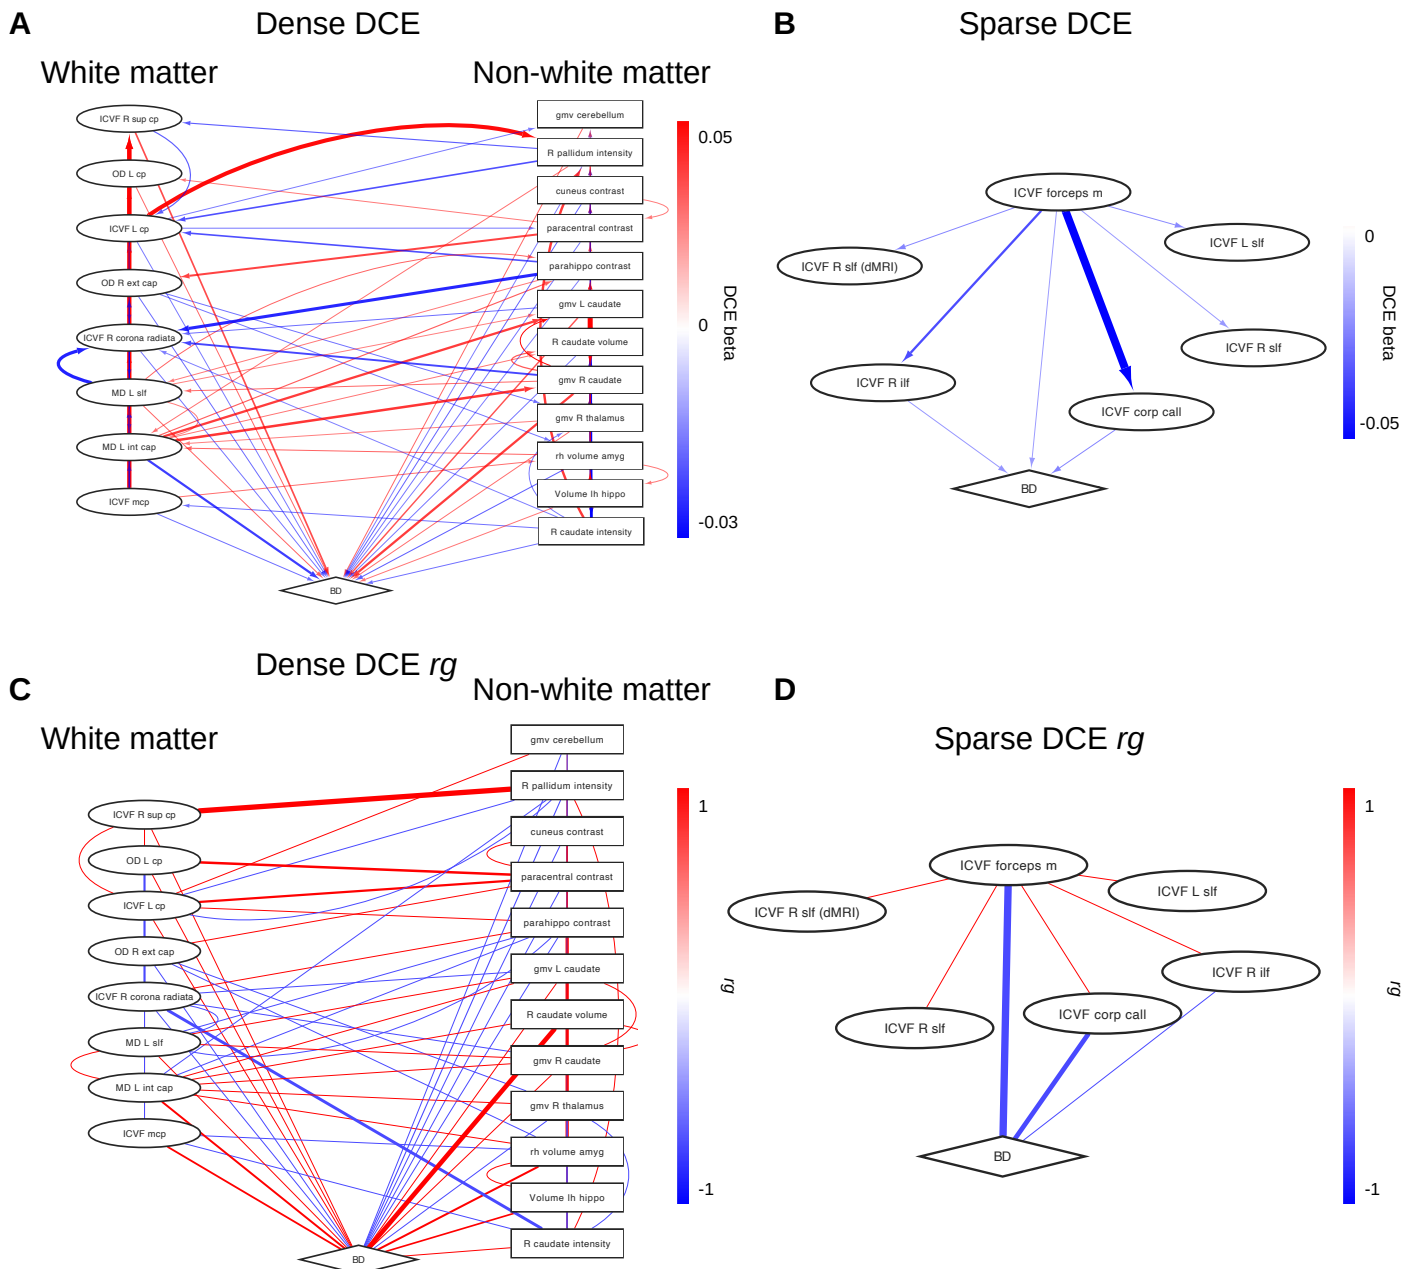 A
Dense DCE
White matter
Non-white matter
ICVF R sup cp
OD L cp
ICVF L cp
OD R ext cap
ICVF R corona radiata
MD L slf
MD L int cap
ICVF mcp
gmv cerebellum
R pallidum intensity
cuneus contrast
paracentral contrast
parahippo contrast
gmv L caudate
R caudate volume
gmv R caudate
gmv R thalamus
rh volume amyg
Volume lh hippo
R caudate intensity
BD
0.05
0
-0.03
DCE beta
B
Sparse DCE
ICVF forceps m
ICVF L slf
ICVF R slf (dMRI)
ICVF R slf
ICVF R ilf
ICVF corp call
BD
0
-0.05
DCE beta
C
Dense DCE rg
White matter
Non-white matter
ICVF R sup cp
OD L cp
ICVF L cp
OD R ext cap
ICVF R corona radiata
MD L slf
MD L int cap
ICVF mcp
gmv cerebellum
R pallidum intensity
cuneus contrast
paracentral contrast
parahippo contrast
gmv L caudate
R caudate volume
gmv R caudate
gmv R thalamus
rh volume amyg
Volume lh hippo
R caudate intensity
BD
1
-1
rg
D
Sparse DCE rg
ICVF forceps m
ICVF L slf
ICVF R slf (dMRI)
ICVF R ilf
ICVF corp call
ICVF R slf
BD
1
-1
rg